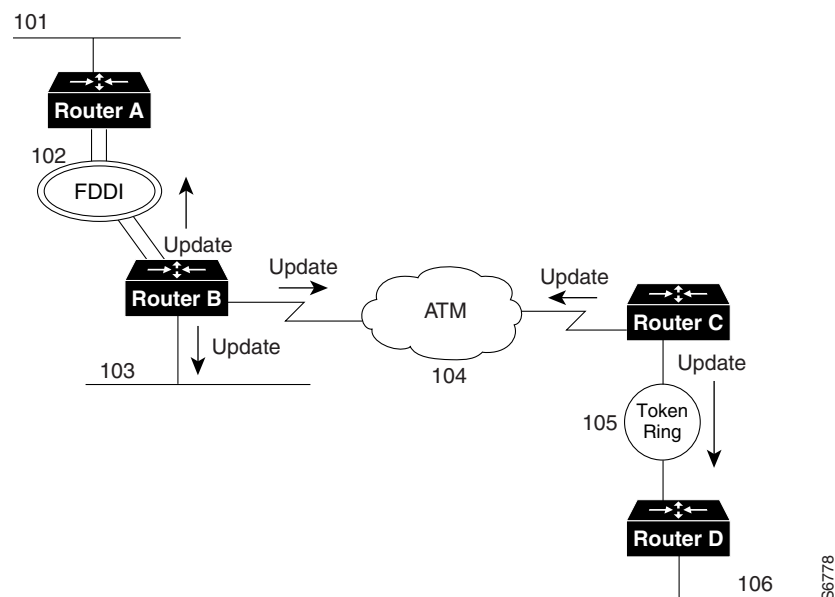 101
Router A
102
FDDI
Update
Router B
Update
Update
103
ATM
104
Update
Router C
Update
105
Token
Ring
Router D
106
S6778